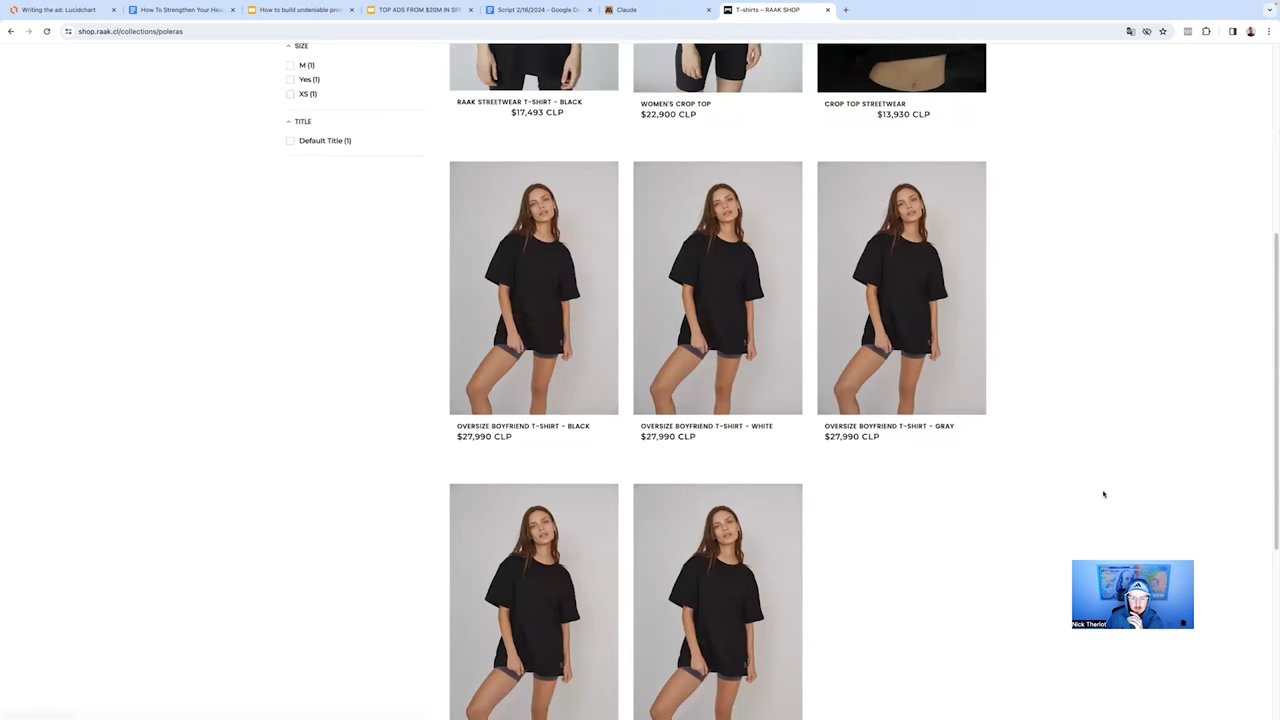 Writing the ad: Lucidchart
How To Strengthen Your Hea
How to build undeniable proo
TOP ADS FROM $20M IN SPE
Script 2/16/2024 - Google Do
Claude
T-shirts – RAAK SHOP
shop.raak.cl/collections/poleras
SIZE
M (1)
Yes (1)
XS (1)
TITLE
Default Title (1)
RAAK STREETWEAR T-SHIRT - BLACK
$17,493 CLP
WOMEN'S CROP TOP
$22,900 CLP
CROP TOP STREETWEAR
$13,930 CLP
OVERSIZE BOYFRIEND T-SHIRT - BLACK
$27,990 CLP
OVERSIZE BOYFRIEND T-SHIRT - WHITE
$27,990 CLP
OVERSIZE BOYFRIEND T-SHIRT - GRAY
$27,990 CLP
Nick Theriot